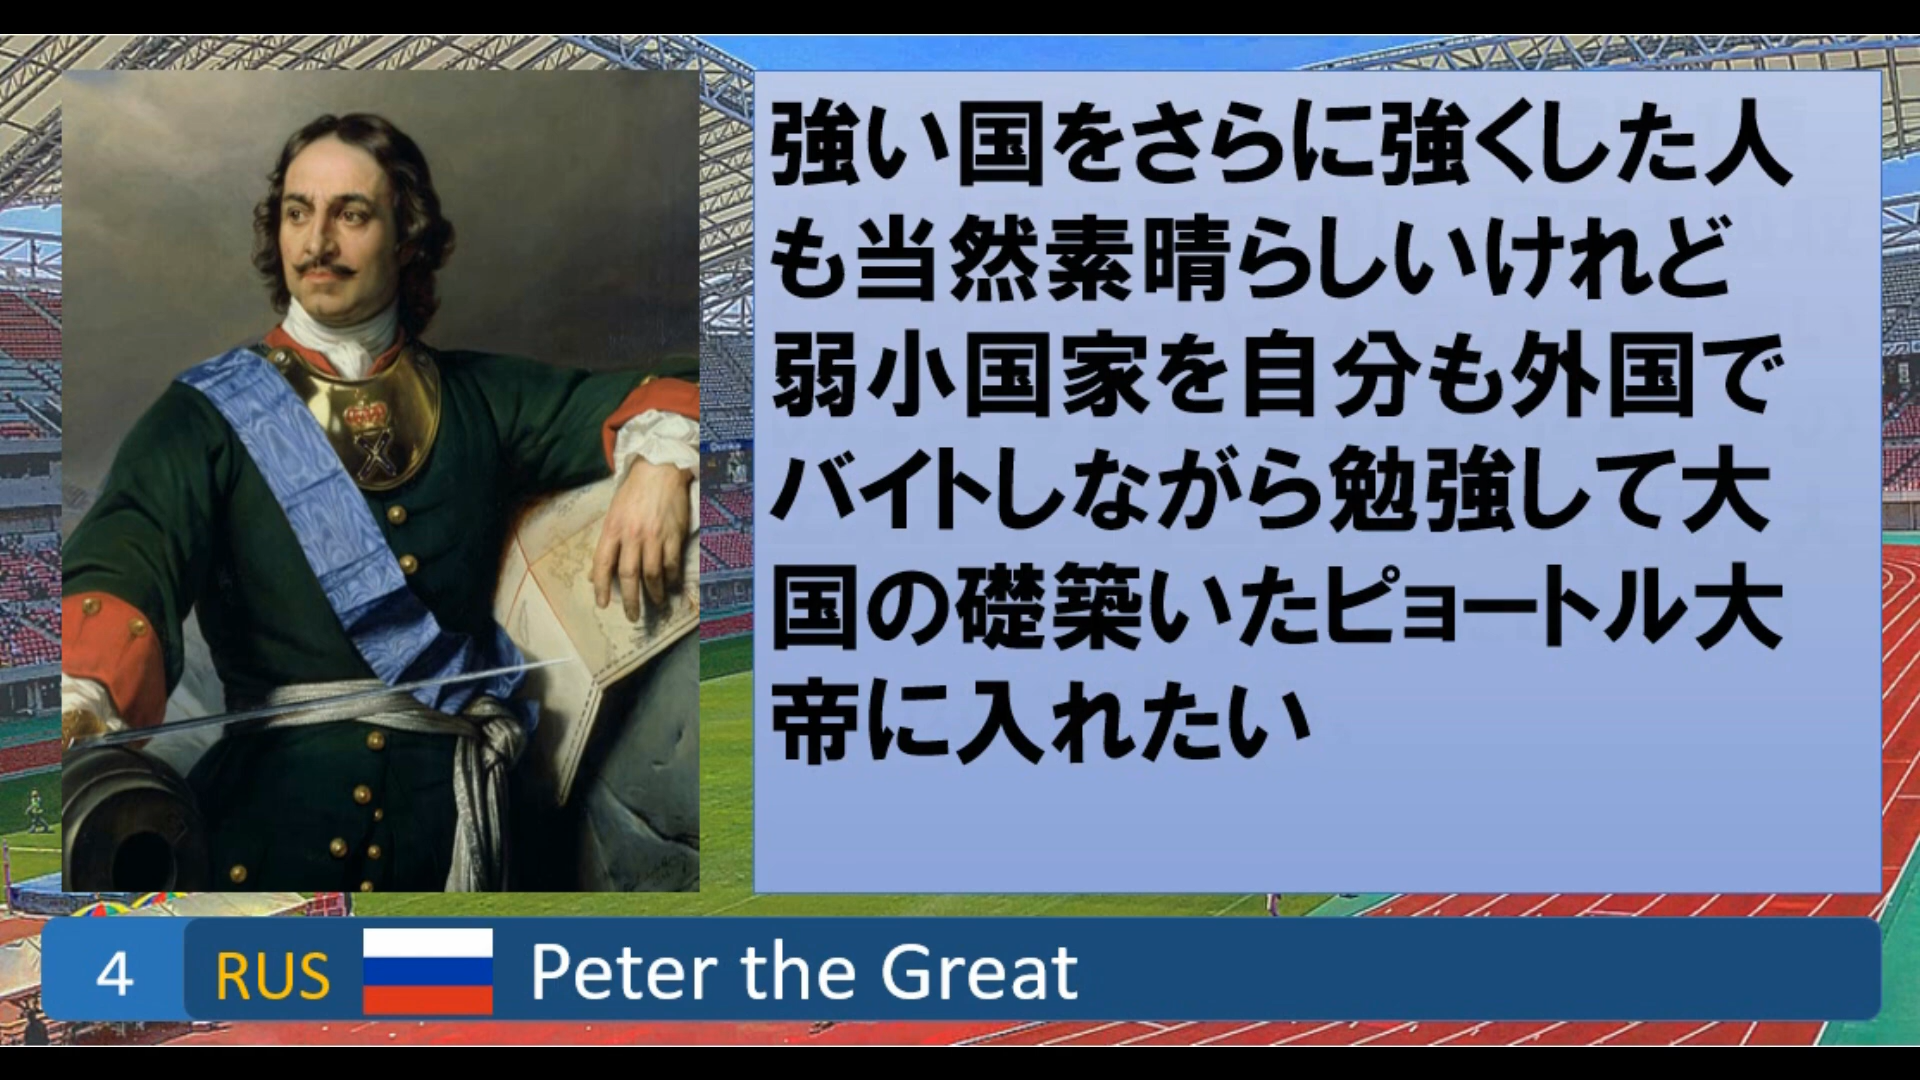 強い国をさらに強くした人
も当然素晴らしいけれど
弱小国家を自分も外国で
バイトしながら勉強して大
国の礎築いたピョートル大
帝に入れたい
4 RUS Peter the Great